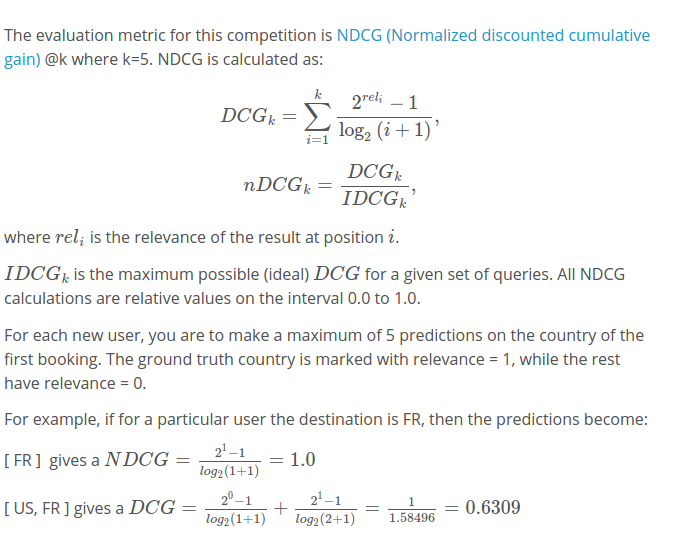 The evaluation metric for this competition is NDCG (Normalized discounted cumulative
gain) @k where k=5. NDCG is calculated as:
DCG_k = \sum_{i=1}^{k} \frac{2^{rel_i} - 1}{\log_2 (i + 1)},
nDCG_k = \frac{DCG_k}{IDCG_k},
where rel_i is the relevance of the result at position i.
IDCG_k is the maximum possible (ideal) DCG for a given set of queries. All NDCG
calculations are relative values on the interval 0.0 to 1.0.
For each new user, you are to make a maximum of 5 predictions on the country of the
first booking. The ground truth country is marked with relevance = 1, while the rest
have relevance = 0.
For example, if for a particular user the destination is FR, then the predictions become:
[ FR ] gives a NDCG = \frac{2^1-1}{log_2(1+1)} = 1.0
[ US, FR ] gives a DCG = \frac{2^0-1}{log_2(1+1)} + \frac{2^1-1}{log_2(2+1)} = \frac{1}{1.58496} = 0.6309